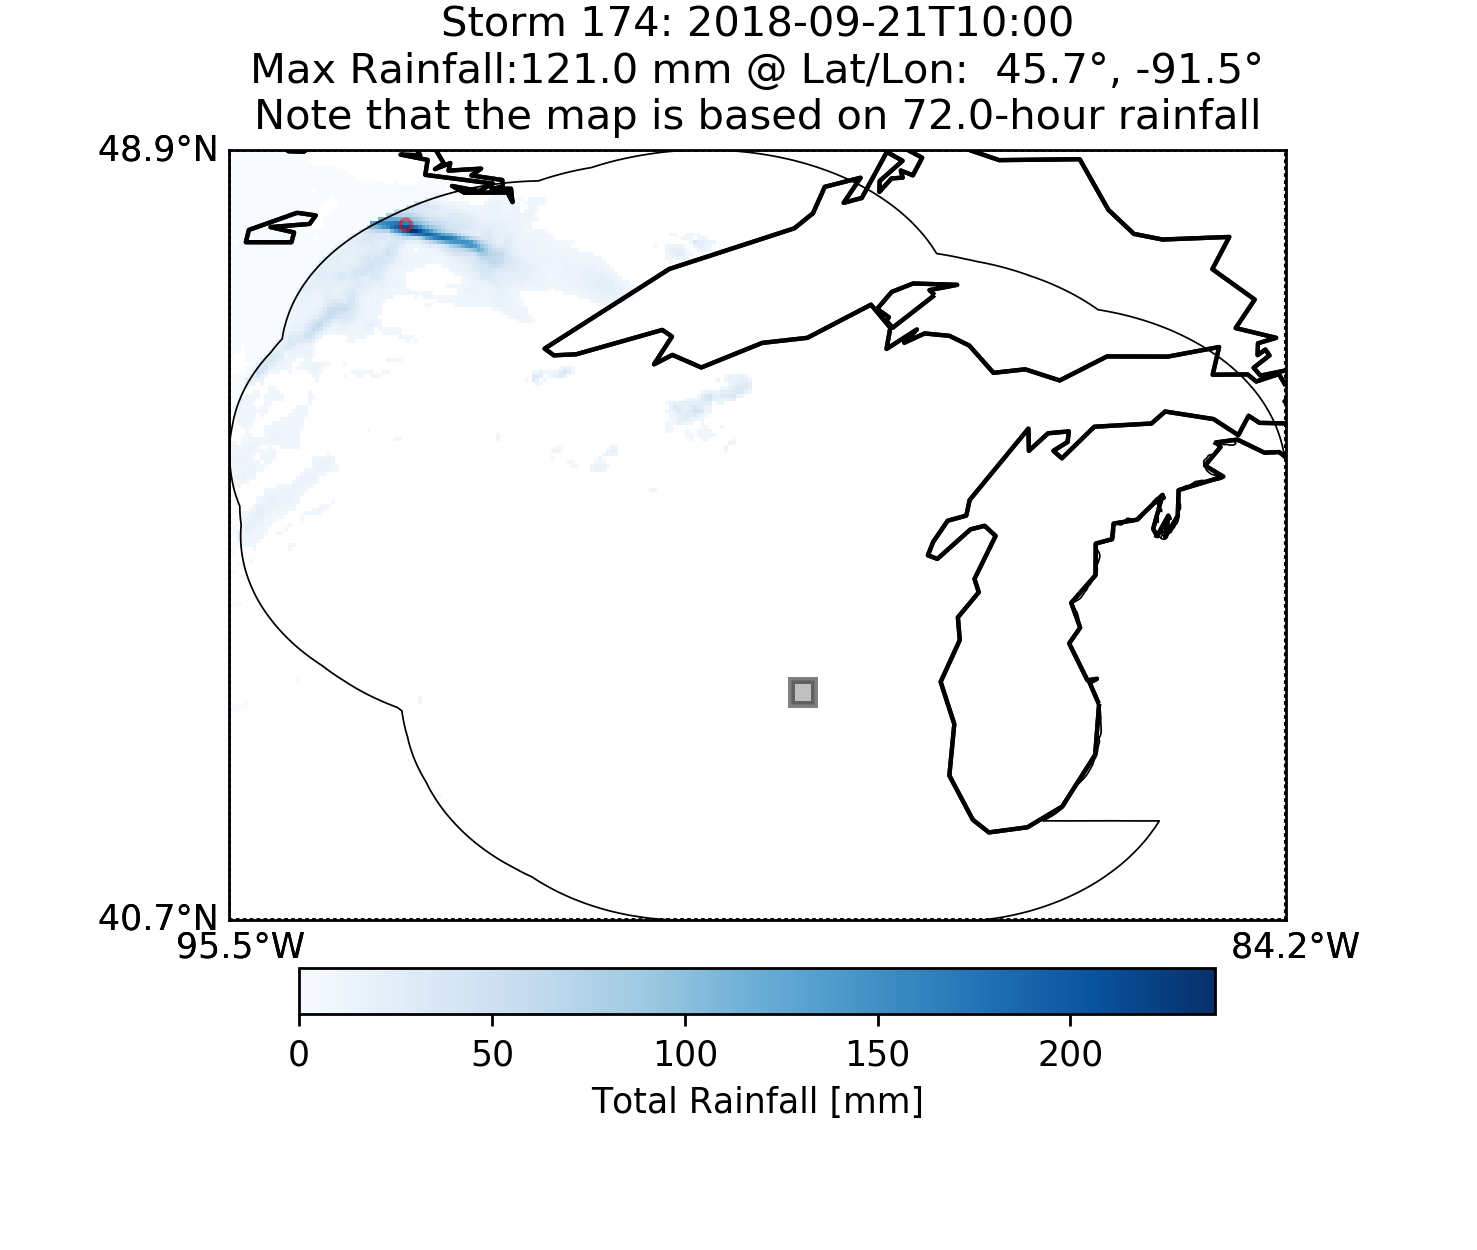 Storm 174: 2018-09-21T10:00
Max Rainfall:121.0 mm @ Lat/Lon:  45.7°, -91.5°
Note that the map is based on 72.0-hour rainfall
48.9°N
40.7°N
95.5°W 84.2°W
0 50 100 150 200
Total Rainfall [mm]